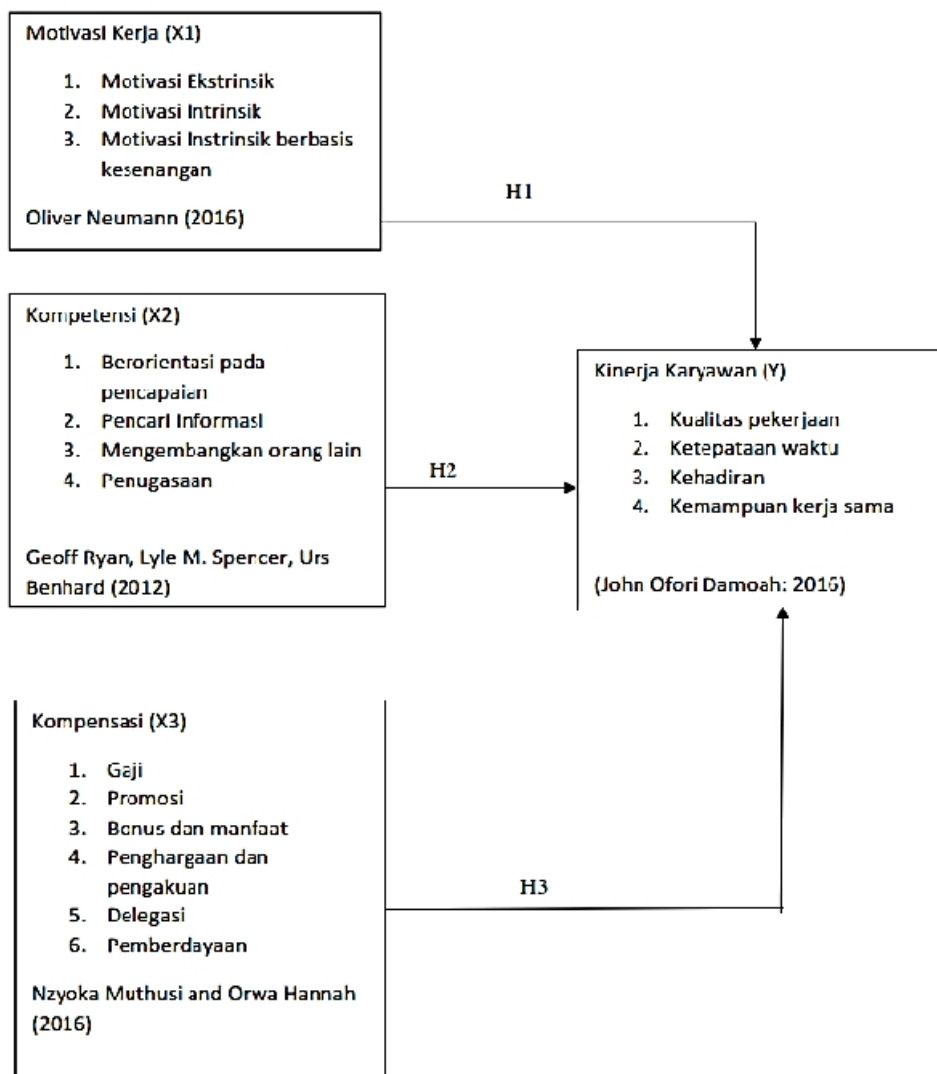 Motivasi Kerja (X1)
1. Motivasi Ekstrinsik
2. Motivasi Intrinsik
3. Motivasi Instrinsik berbasis
kesenangan
Oliver Neumann (2016)
H1
Kompetensi (X2)
1. Berorientasi pada
pencapaian
2. Pencari Informasi
3. Mengembangkan orang lain
4. Penugasaan
Geoff Ryan, Lyle M. Spencer, Urs
Benhard (2012)
H2
Kinerja Karyawan (Y)
1. Kualitas pekerjaan
2. Ketepataan waktu
3. Kehadiran
4. Kemampuan kerja sama
(John Ofori Damoah: 2016)
Kompensasi (X3)
1. Gaji
2. Promosi
3. Bonus dan manfaat
4. Penghargaan dan
pengakuan
5. Delegasi
6. Pemberdayaan
Nzyoka Muthusi and Orwa Hannah
(2016)
H3